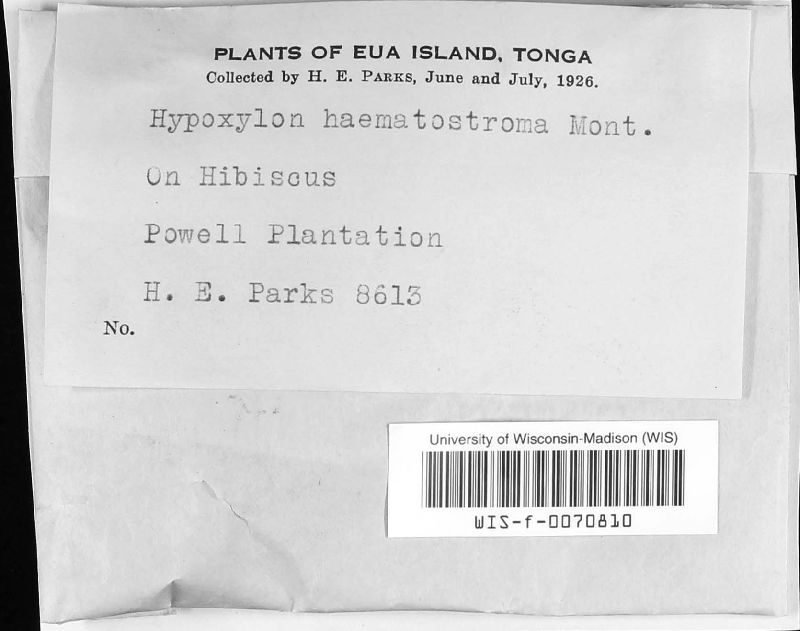 PLANTS OF EUA ISLAND, TONGA
Collected by H. E. PARKS, June and July, 1926.
Hypoxylon haematostroma Mont.
On Hibiscus
Powell Plantation
H. E. Parks 8613
No.
University of Wisconsin-Madison (WIS)
WIS-f-0070810